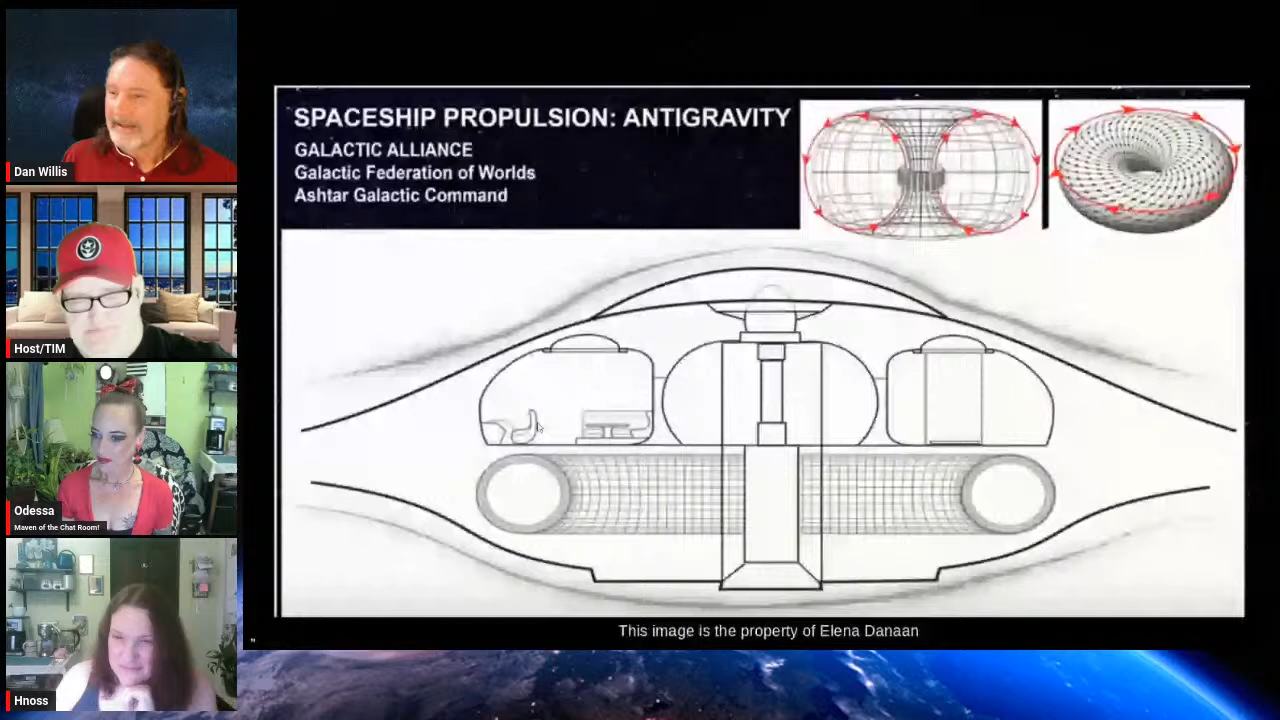 Dan Willis
Host/TIM
Odessa
Maven of the Chat Room!
Hnoss
SPACESHIP PROPULSION: ANTIGRAVITY
GALACTIC ALLIANCE
Galactic Federation of Worlds
Ashtar Galactic Command
This image is the property of Elena Danaan
"